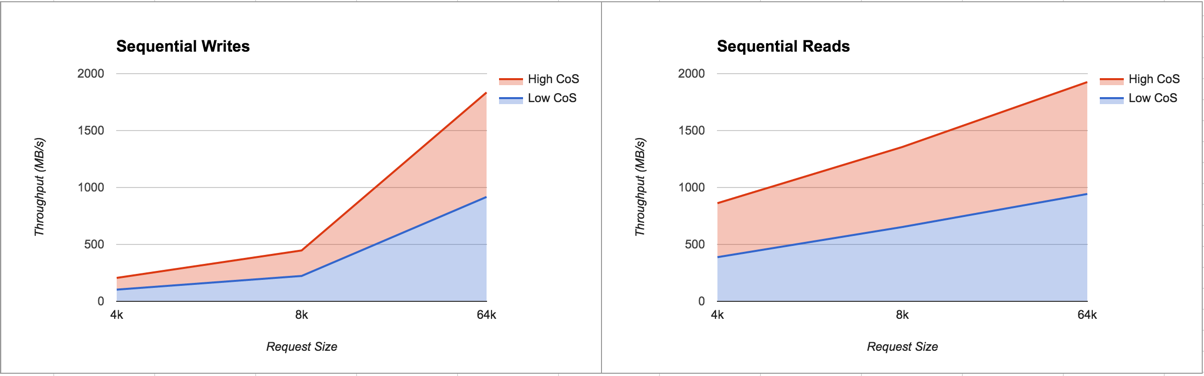 Sequential Writes
2000
1500
1000
500
0
Throughput (MB/s)
4k 8k 64k
Request Size
High CoS
Low CoS
Sequential Reads
2000
1500
1000
500
0
Throughput (MB/s)
4k 8k 64k
Request Size
High CoS
Low CoS